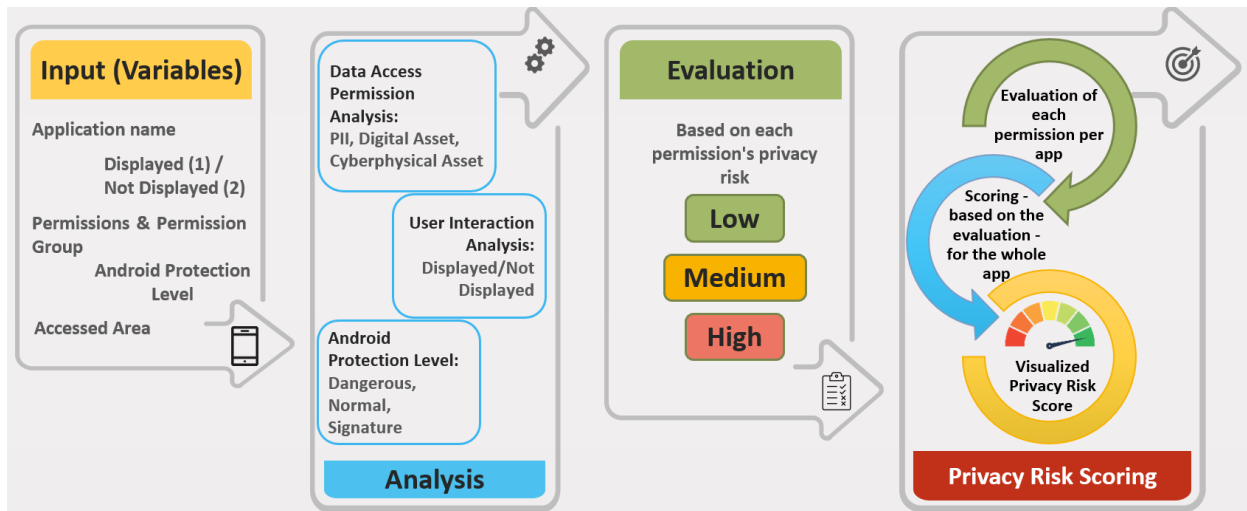 Input (Variables)
Application name
Displayed (1) /
Not Displayed (2)
Permissions & Permission
Group
Android Protection
Level
Accessed Area
Data Access
Permission
Analysis:
PII, Digital Asset,
Cyberphysical Asset
User Interaction
Analysis:
Displayed/Not
Displayed
Android
Protection Level:
Dangerous,
Normal,
Signature
Analysis
Evaluation
Based on each
permission's privacy
risk
Low
Medium
High
Evaluation of
each
permission per
app
Scoring -
based on the
evaluation -
for the whole
app
Visualized
Privacy Risk
Score
Privacy Risk Scoring